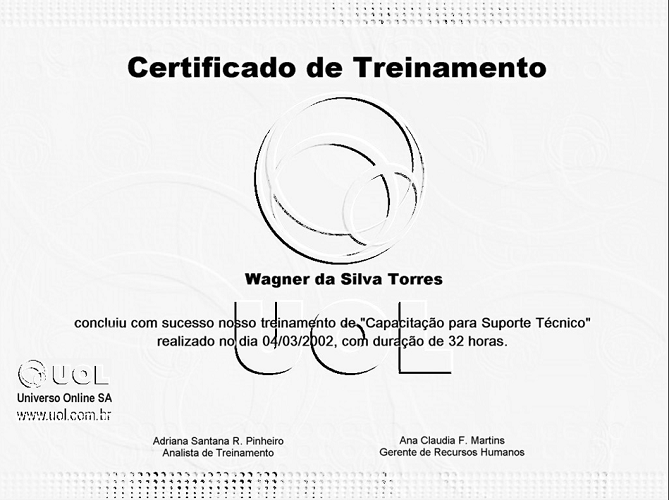 Certificado de Treinamento
Wagner da Silva Torres
UOL
concluiu com sucesso nosso treinamento de "Capacitação para Suporte Técnico"
realizado no dia 04/03/2002, com duração de 32 horas.
UOL
Universo Online SA
www.uol.com.br
Adriana Santana R. Pinheiro
Analista de Treinamento
Ana Claudia F. Martins
Gerente de Recursos Humanos